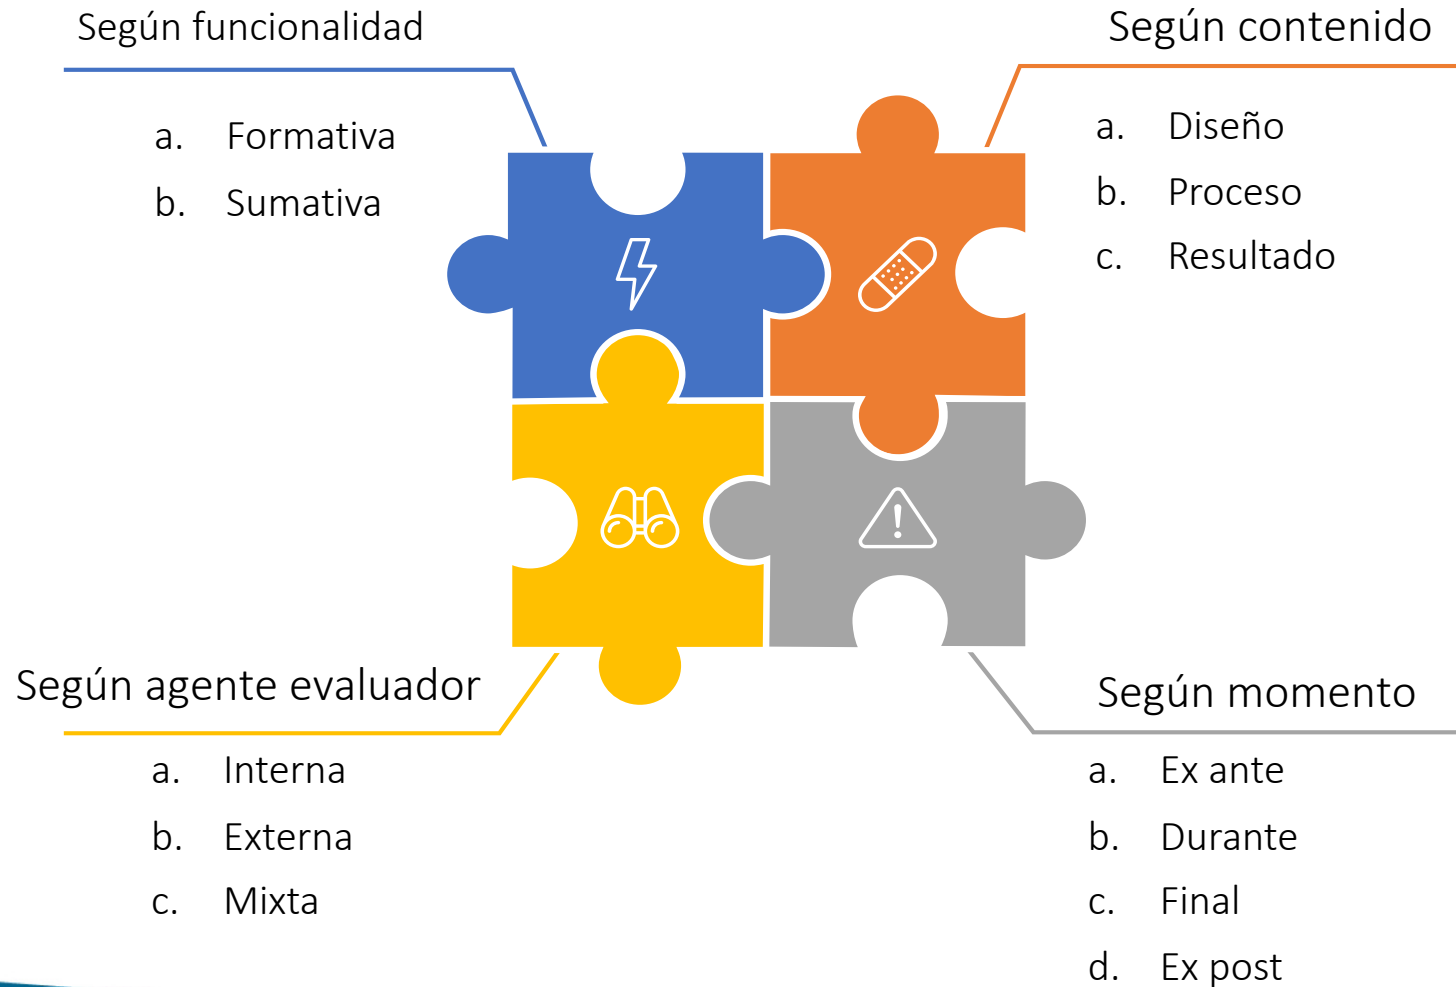 Según funcionalidad
a. Formativa
b. Sumativa
Según contenido
a. Diseño
b. Proceso
c. Resultado
Según agente evaluador
a. Interna
b. Externa
c. Mixta
Según momento
a. Ex ante
b. Durante
c. Final
d. Ex post